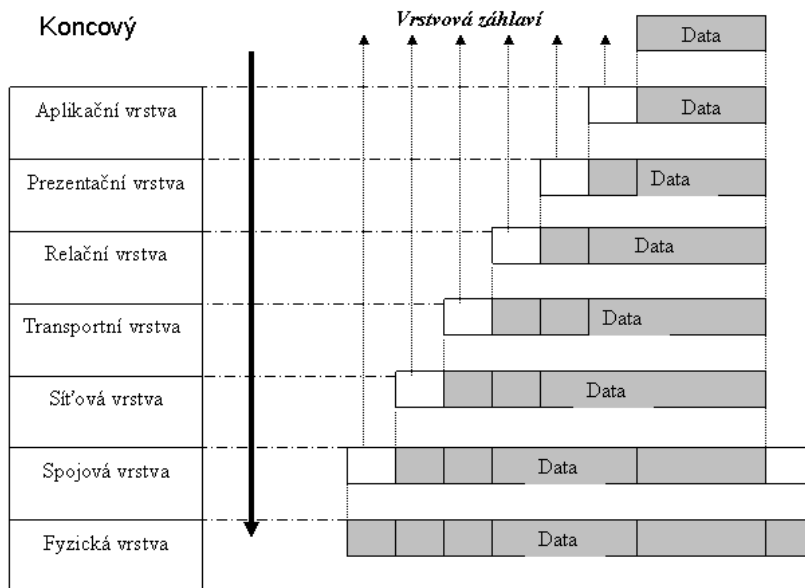 Koncový
Vrstvová záhlaví
Data
Aplikační vrstva
Data
Prezentační vrstva
Data
Relační vrstva
Data
Transportní vrstva
Data
Síťová vrstva
Data
Spojová vrstva
Data
Fyzická vrstva
Data